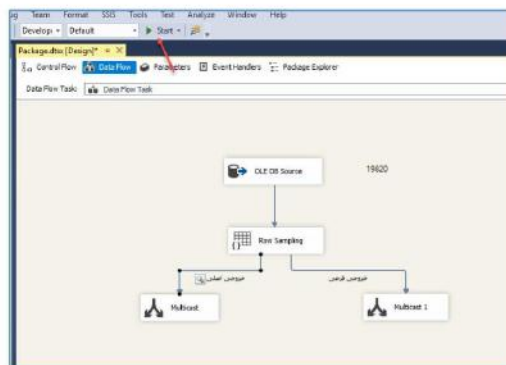 Team Format SSIS Tools Test Analyze Window Help
Develop Default Start
Package.dtsx [Design]*
Control Flow Data Flow Parameters Event Handlers Package Explorer
Data Flow Task: Data Flow Task
OLE DB Source
19820
Row Sampling
خروجی اصلی
خروجی فرعی
Multicast
Multicast 1